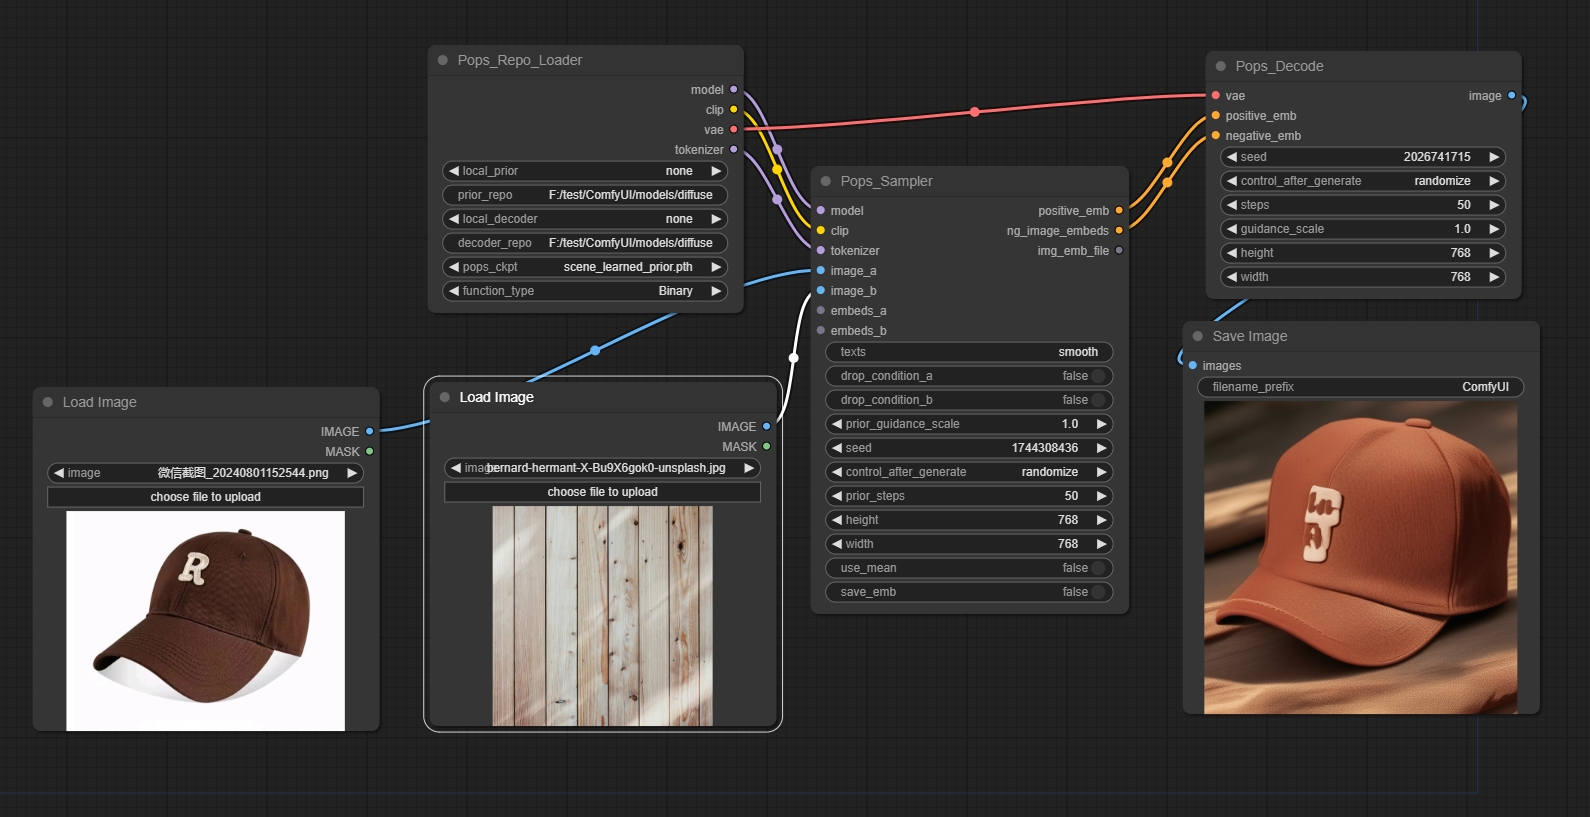 Pops_Repo_Loader
model
clip
vae
tokenizer
local_prior none
prior_repo F:/test/ComfyUI/models/diffuse
local_decoder none
decoder_repo F:/test/ComfyUI/models/diffuse
pops_ckpt scene_learned_prior.pth
function_type Binary
Load Image
IMAGE
MASK
image 微信截图_20240801152544.png
choose file to upload
R
Load Image
IMAGE
MASK
bernard-hermant-X-Bu9X6gok0-unsplash.jpg
choose file to upload
Pops_Sampler
model positive_emb
clip ng_image_embeds
tokenizer img_emb_file
image_a
image_b
embeds_a
embeds_b
texts smooth
drop_condition_a false
drop_condition_b false
prior_guidance_scale 1.0
seed 1744308436
control_after_generate randomize
prior_steps 50
height 768
width 768
use_mean false
save_emb false
Pops_Decode
vae image
positive_emb
negative_emb
seed 2026741715
control_after_generate randomize
steps 50
guidance_scale 1.0
height 768
width 768
Save Image
images
filename_prefix ComfyUI